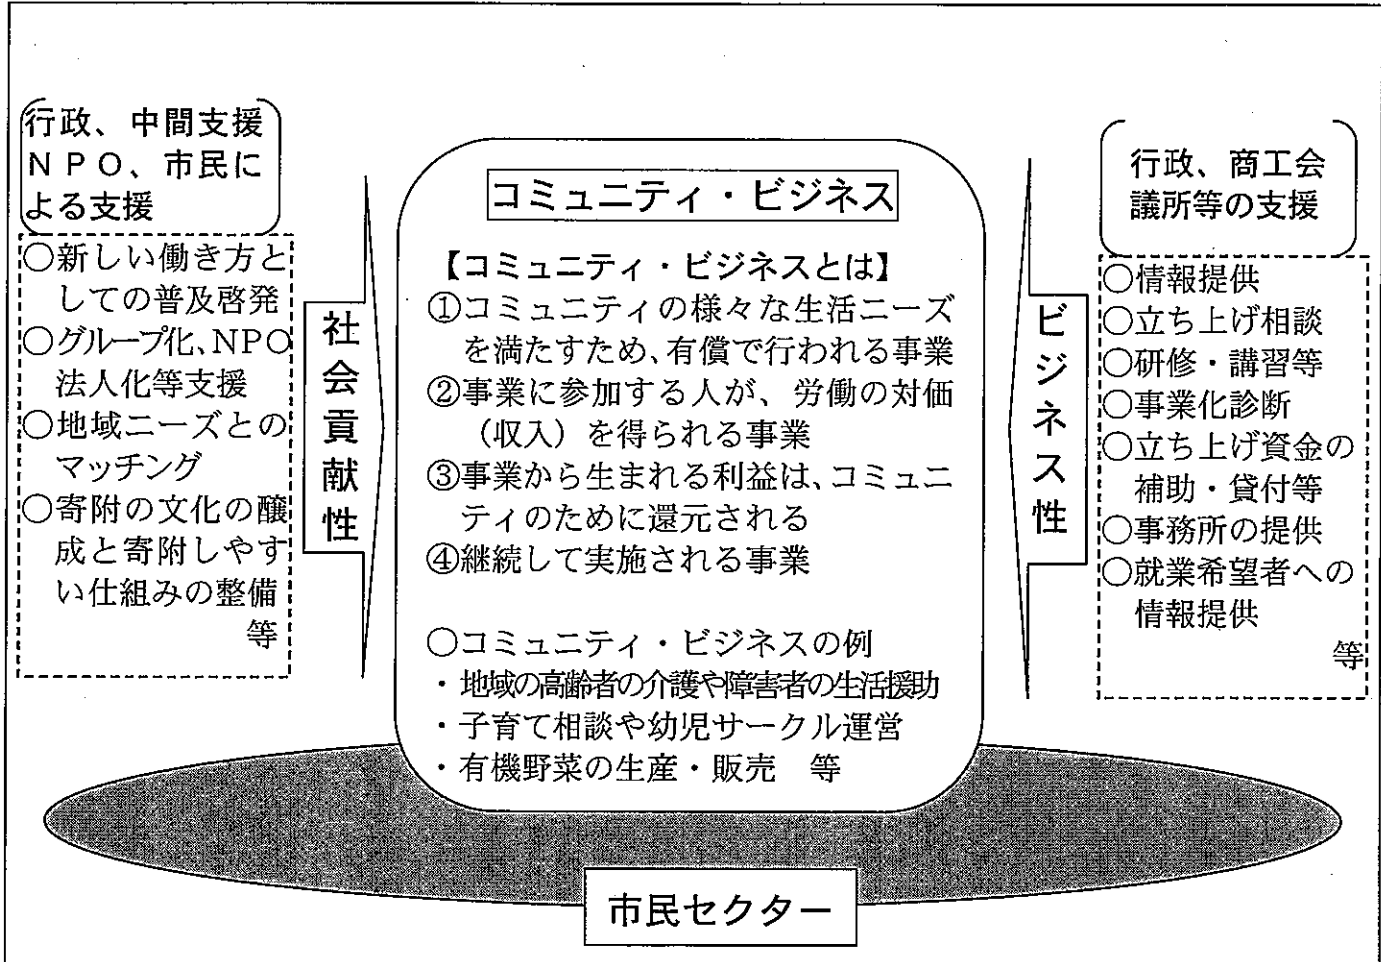 行政、中間支援
NPO、市民に
よる支援
○新しい働き方と
しての普及啓発
○グループ化、NPO
法人化等支援
○地域ニーズとの
マッチング
○寄附の文化の醸
成と寄附しやす
い仕組みの整備
等
社会貢献性
コミュニティ・ビジネス
【コミュニティ・ビジネスとは】
①コミュニティの様々な生活ニーズ
を満たすため、有償で行われる事業
②事業に参加する人が、労働の対価
（収入）を得られる事業
③事業から生まれる利益は、コミュニ
ティのために還元される
④継続して実施される事業
○コミュニティ・ビジネスの例
・地域の高齢者の介護や障害者の生活援助
・子育て相談や幼児サークル運営
・有機野菜の生産・販売　等
ビジネス性
行政、商工会
議所等の支援
○情報提供
○立ち上げ相談
○研修・講習等
○事業化診断
○立ち上げ資金の
補助・貸付等
○事務所の提供
○就業希望者への
情報提供
等
市民セクター